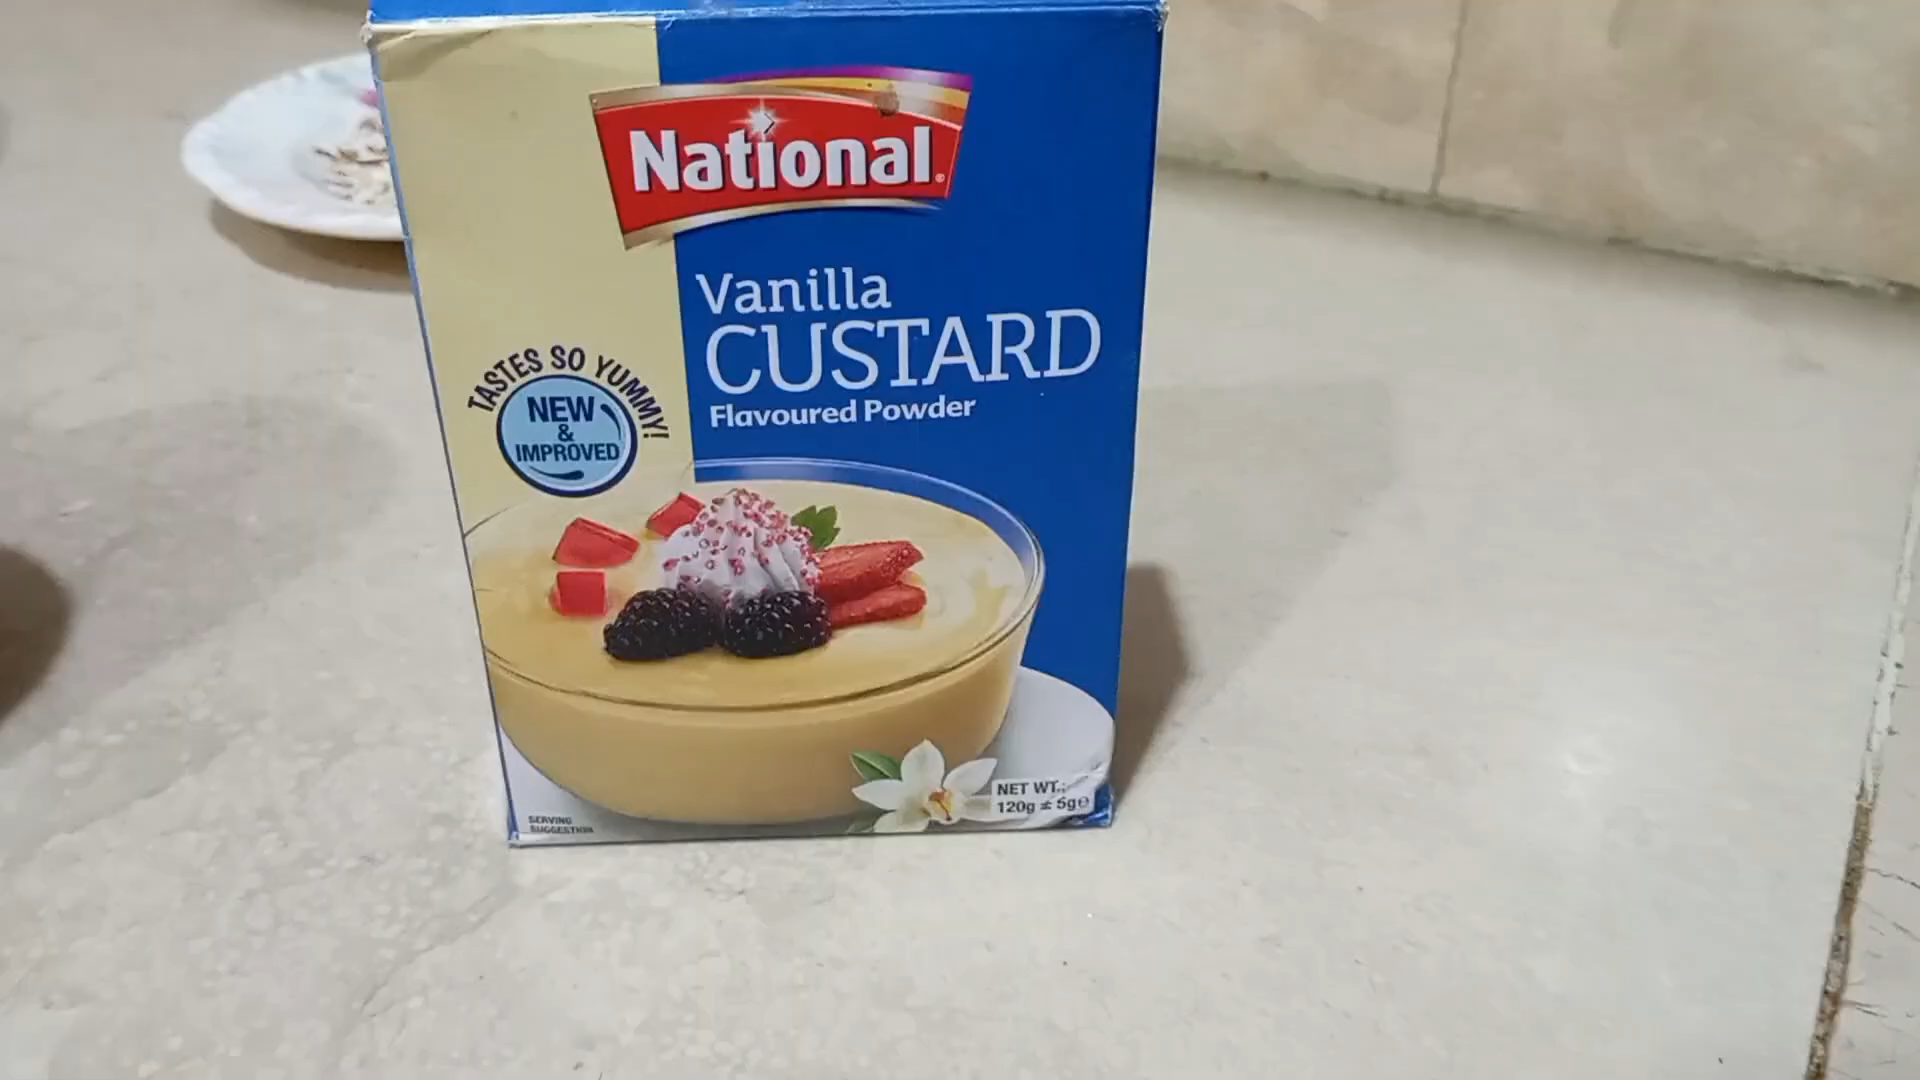 National
Vanilla
CUSTARD
Flavoured Powder
TASTES SO YUMMY!
NEW
&
IMPROVED
SERVING
SUGGESTION
NET WT.:
120g ± 5g℮